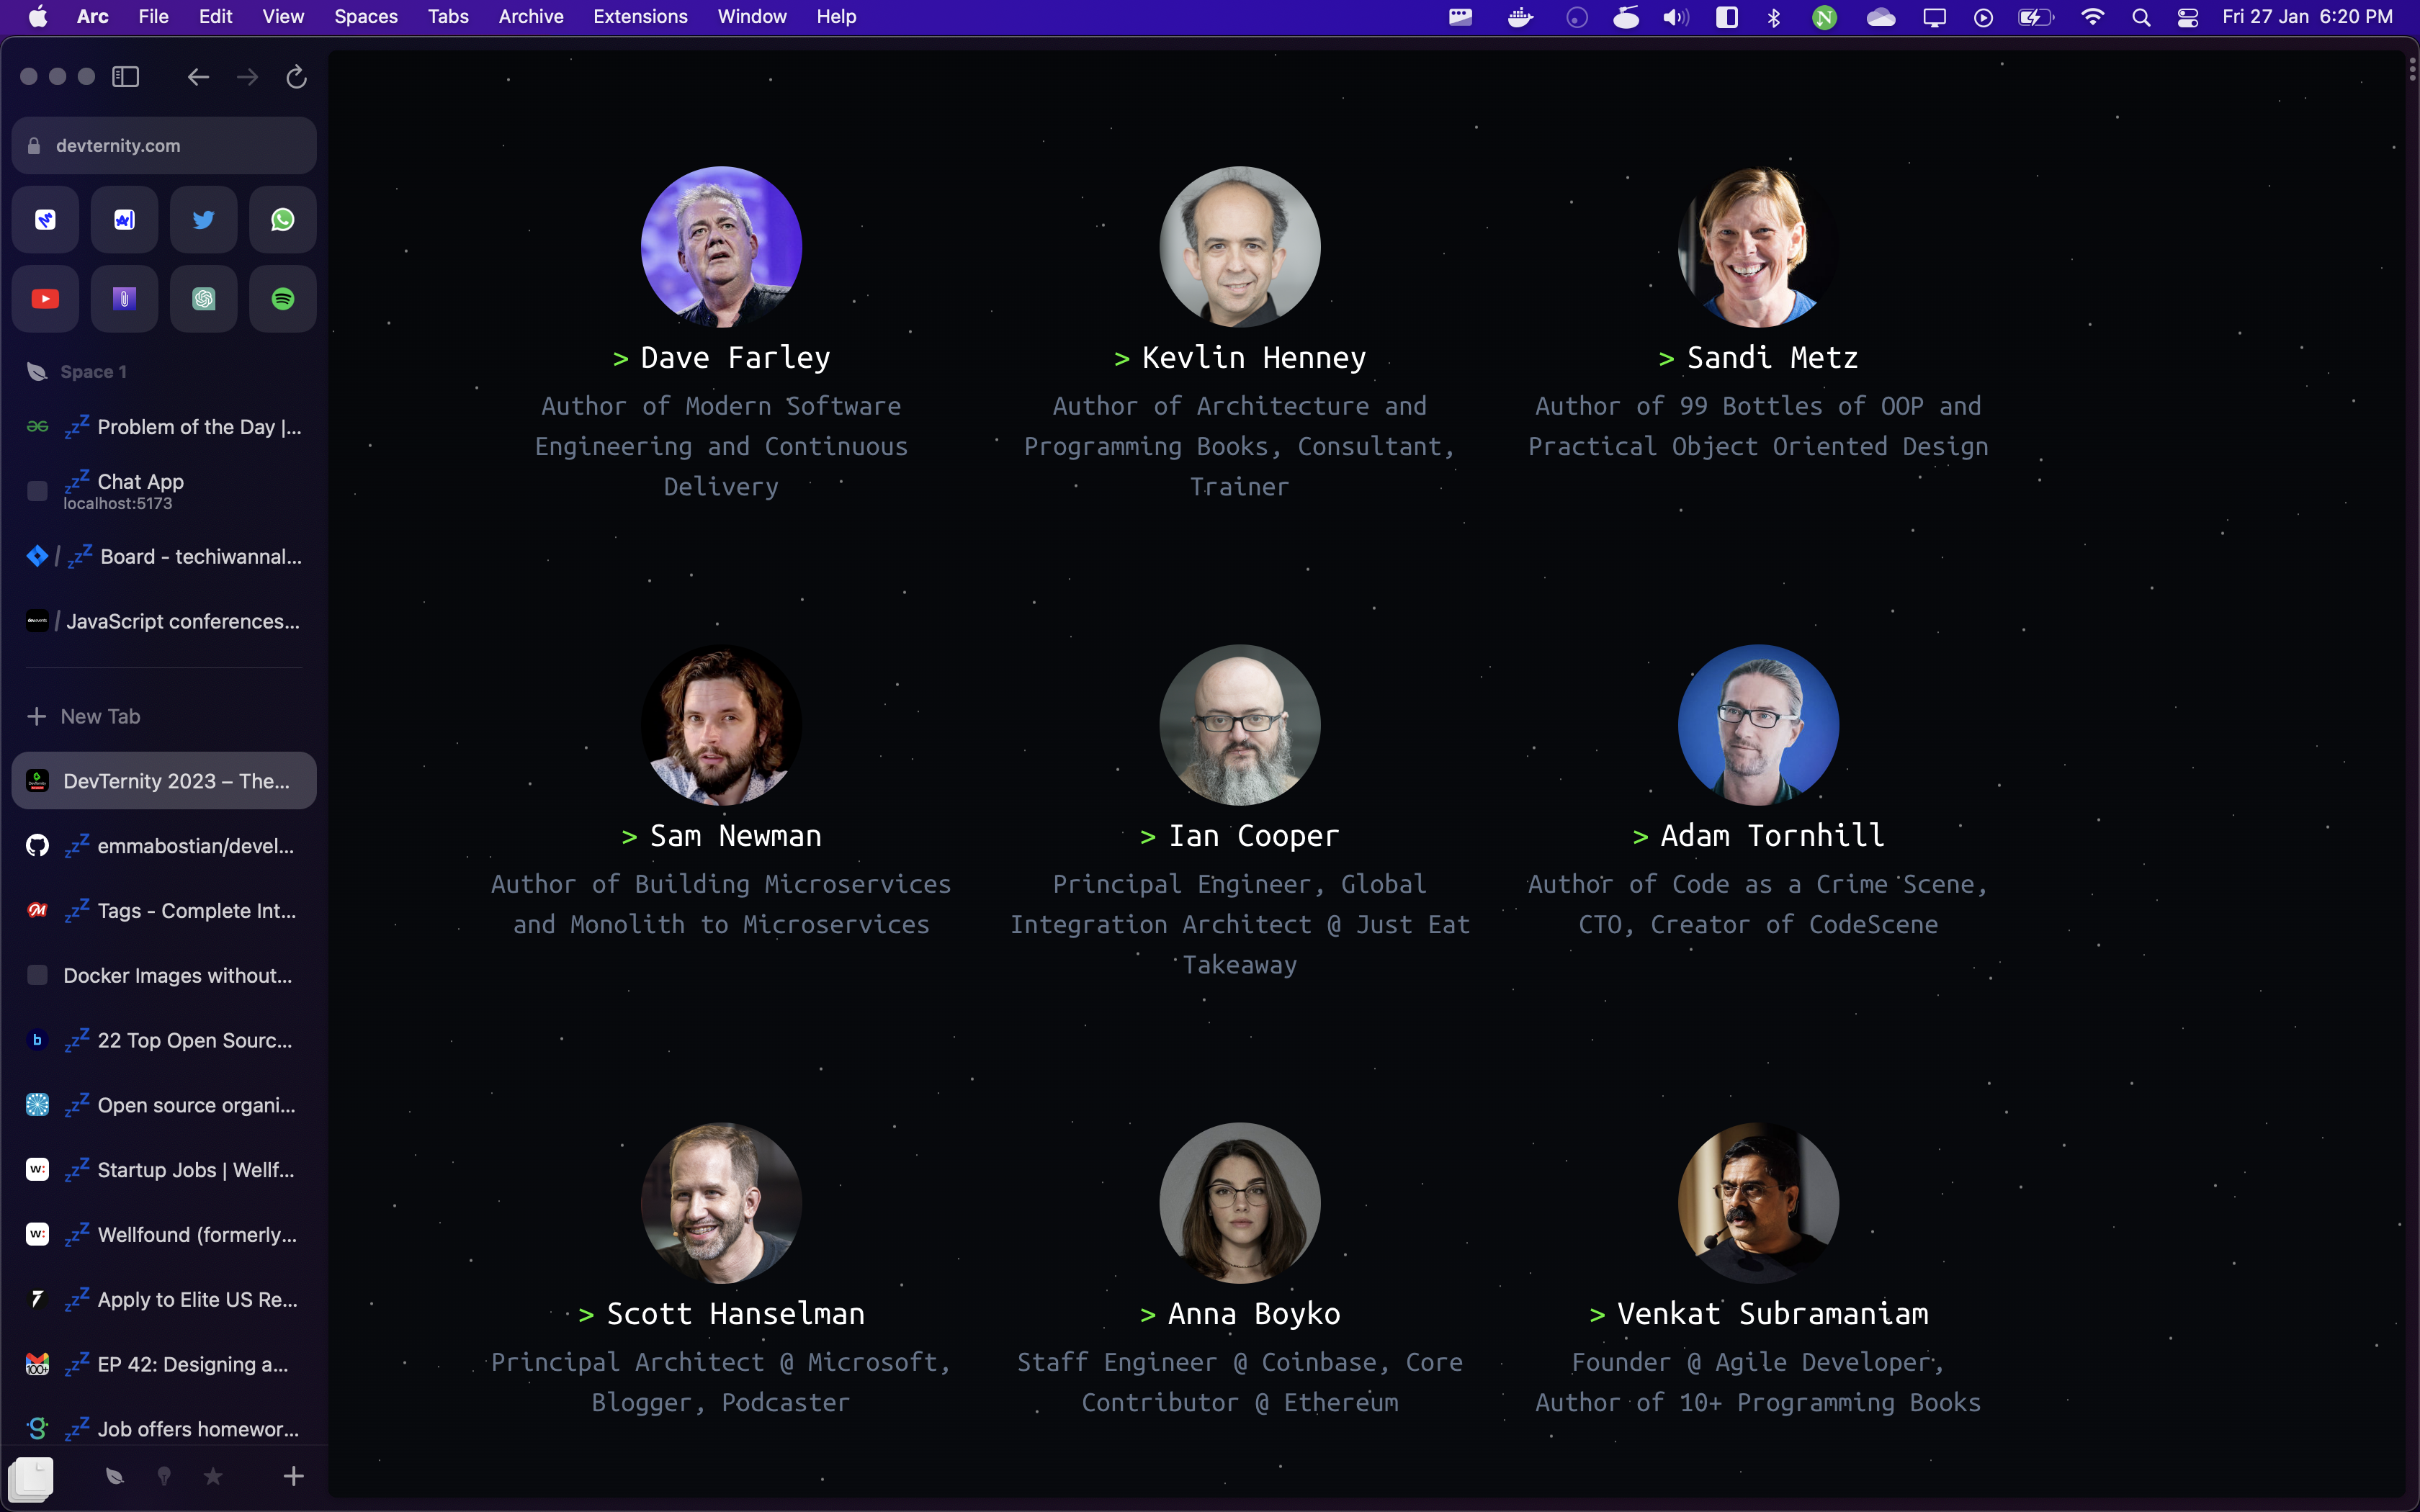 Arc File Edit View Spaces Tabs Archive Extensions Window Help Fri 27 Jan 6:20 PM
devternity.com
Space 1
Problem of the Day |...
Chat App
localhost:5173
/ Board - techiwannal...
/ JavaScript conferences...
New Tab
DevTernity 2023 – The...
emmabostian/devel...
Tags - Complete Int...
Docker Images without...
22 Top Open Sourc...
Open source organi...
Startup Jobs | Wellf...
Wellfound (formerly...
Apply to Elite US Re...
100+
EP 42: Designing a...
Job offers homewor...
> Dave Farley
Author of Modern Software
Engineering and Continuous
Delivery
> Kevlin Henney
Author of Architecture and
Programming Books, Consultant,
Trainer
> Sandi Metz
Author of 99 Bottles of OOP and
Practical Object Oriented Design
> Sam Newman
Author of Building Microservices
and Monolith to Microservices
> Ian Cooper
Principal Engineer, Global
Integration Architect @ Just Eat
Takeaway
> Adam Tornhill
Author of Code as a Crime Scene,
CTO, Creator of CodeScene
> Scott Hanselman
Principal Architect @ Microsoft,
Blogger, Podcaster
> Anna Boyko
Staff Engineer @ Coinbase, Core
Contributor @ Ethereum
> Venkat Subramaniam
Founder @ Agile Developer,
Author of 10+ Programming Books